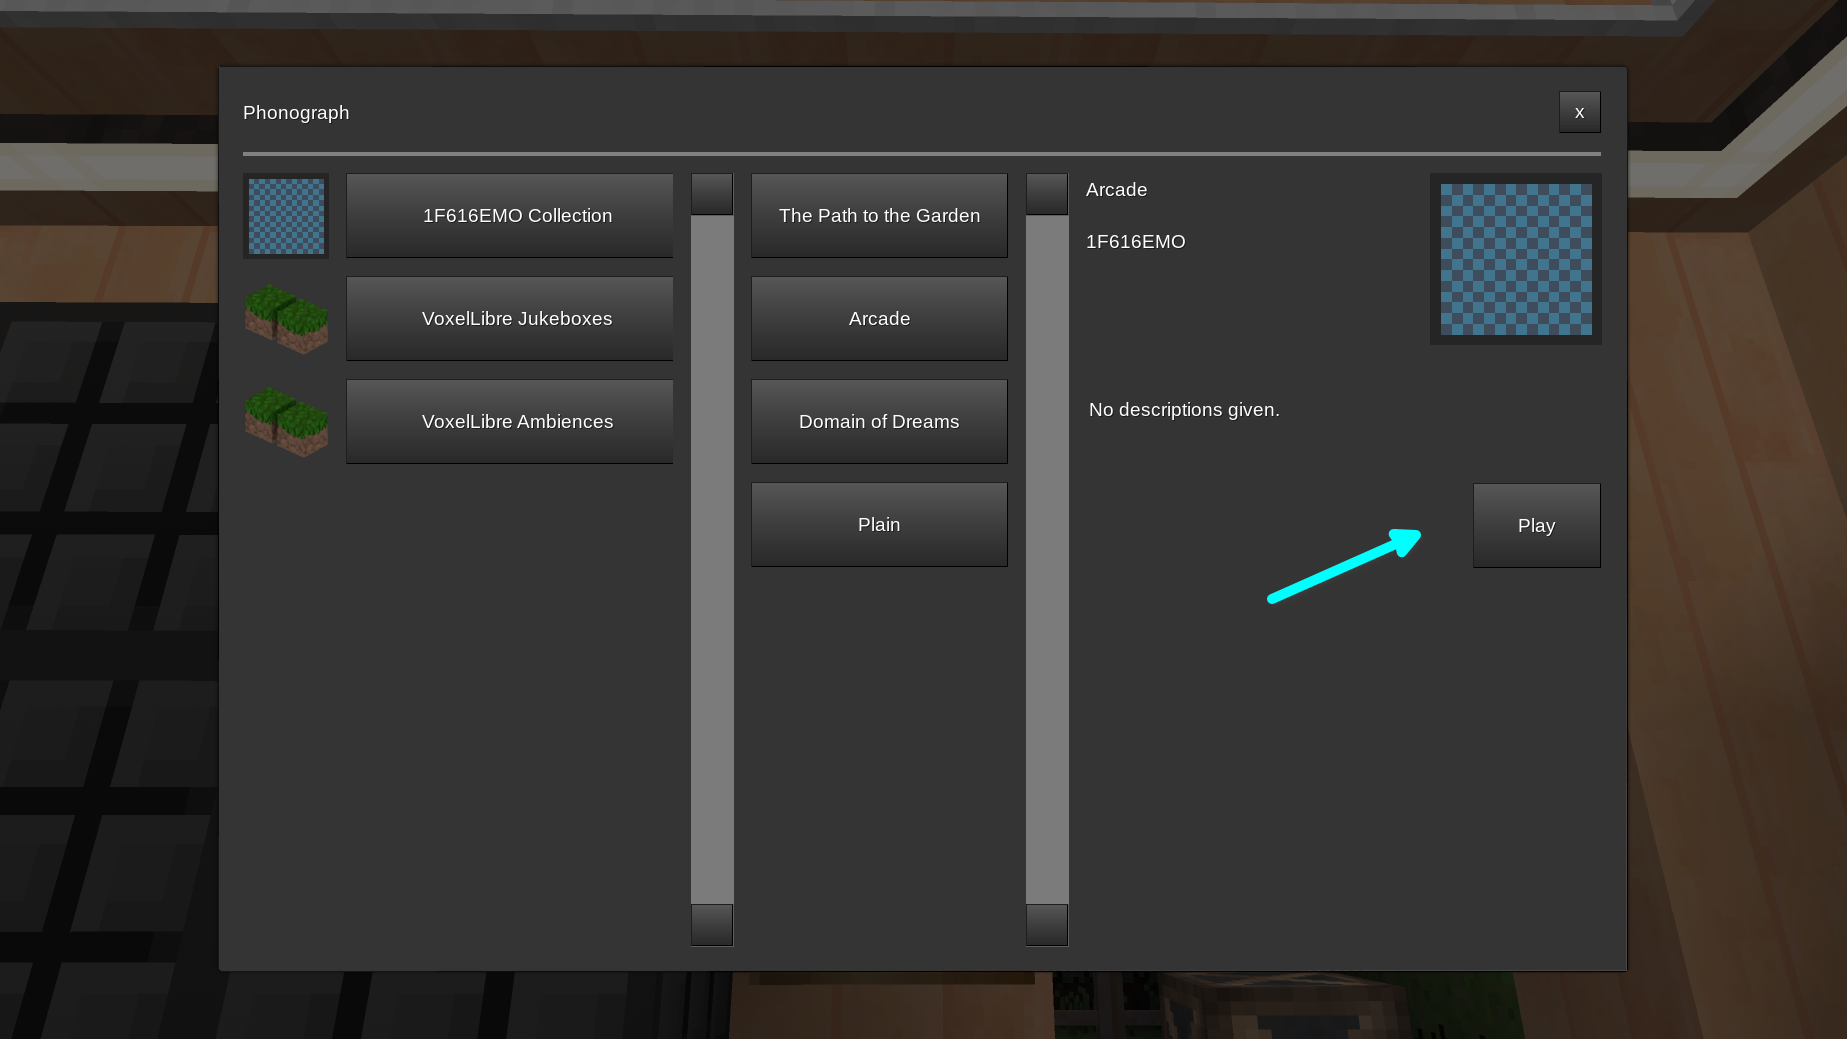 Phonograph
x
1F616EMO Collection
VoxelLibre Jukeboxes
VoxelLibre Ambiences
The Path to the Garden
Arcade
Domain of Dreams
Plain
Arcade
1F616EMO
No descriptions given.
Play